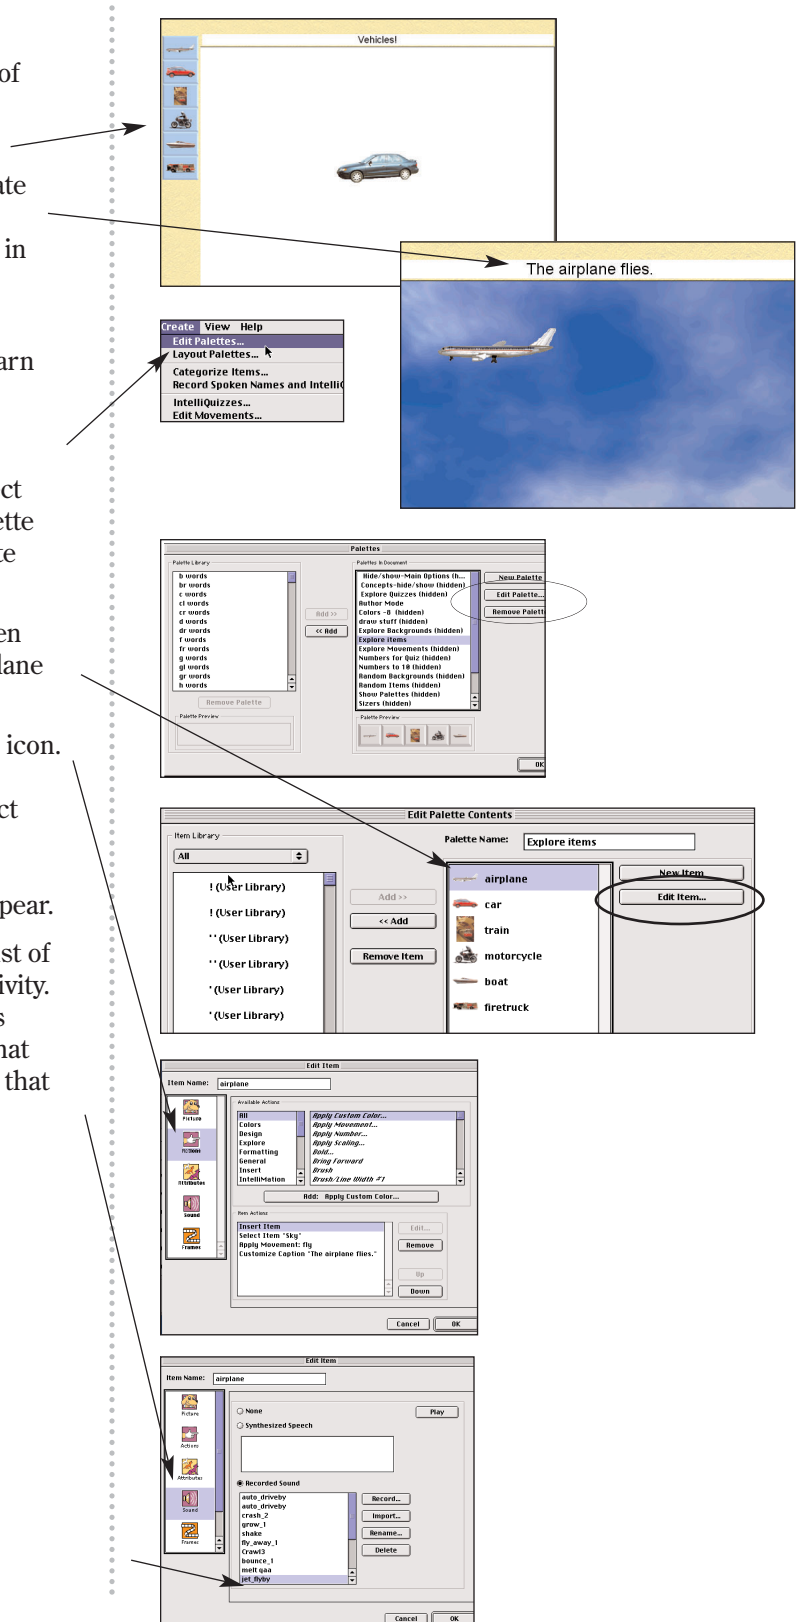 of
ate
in
arn
ct
ette
te
en
lane
icon.
ct
pear.
ist of
ivity.
s
hat
that
Vehicles!
The airplane flies.
Create View Help
Edit Palettes...
Layout Palettes...
Categorize Items...
Record Spoken Names and Intelli
IntelliQuizzes...
Edit Movements...
Palettes
Palette Library
b words
br words
c words
cl words
cr words
d words
dr words
f words
fr words
g words
gl words
gr words
h words
Remove Palette
Palette Preview
Add >>
<< Add
Palettes In Document
Hide/show-Main Options (h...
Concepts-hide/show (hidden)
Explore Quizzes (hidden)
Author Mode
Colors -8 (hidden)
draw stuff (hidden)
Explore Backgrounds (hidden)
Explore items
Explore Movements (hidden)
Numbers for Quiz (hidden)
Numbers to 10 (hidden)
Random Backgrounds (hidden)
Random Items (hidden)
Show Palettes (hidden)
Sizers (hidden)
Palette Preview
New Palette
Edit Palette...
Remove Palett
OK
Edit Palette Contents
Item Library
All
! (User Library)
! (User Library)
'' (User Library)
'' (User Library)
' (User Library)
' (User Library)
Add >>
<< Add
Remove Item
Palette Name: Explore items
airplane
car
train
motorcycle
boat
firetruck
New Item
Edit Item...
Edit Item
Item Name: airplane
Picture
Actions
Attributes
Sound
Frames
Available Actions
All
Colors
Design
Explore
Formatting
General
Insert
IntelliMation
Apply Custom Color...
Apply Movement...
Apply Number...
Apply Scaling...
Bold...
Bring Forward
Brush
Brush/Line Width #1
Add: Apply Custom Color...
Item Actions
Insert Item
Select Item "Sky"
Apply Movement: fly
Customize Caption "The airplane flies."
Edit...
Remove
Up
Down
Cancel OK
Edit Item
Item Name: airplane
Picture
Actions
Attributes
Sound
Frames
None
Synthesized Speech
Play
Recorded Sound
auto_driveby
auto_driveby
crash_2
grow_1
shake
fly_away_1
Crawl3
bounce_1
melt qaa
jet_flyby
Record...
Import...
Rename...
Delete
Cancel OK